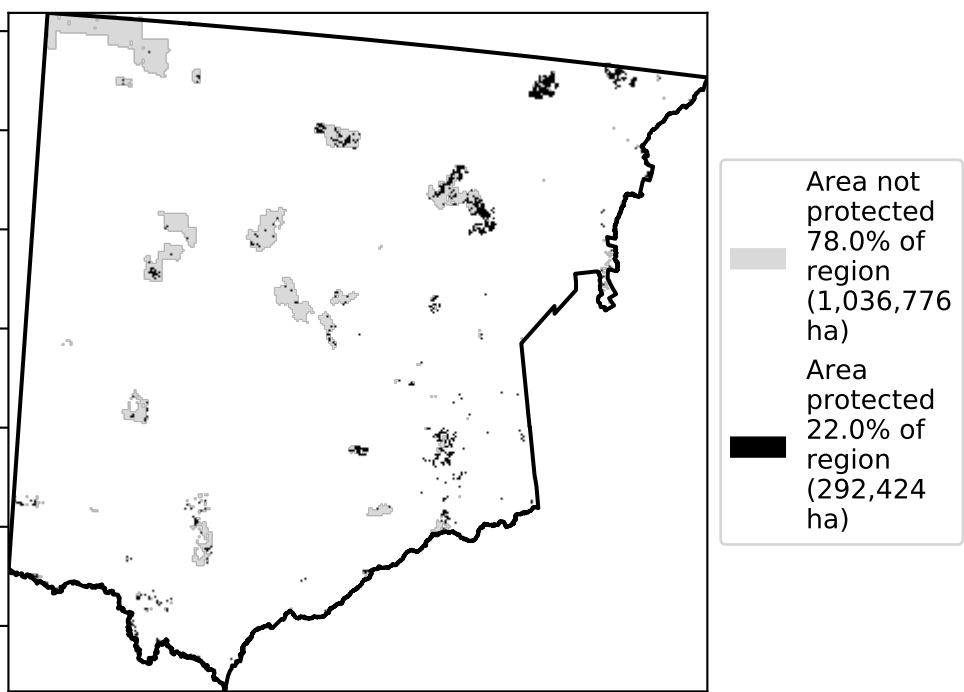 Area not
protected
78.0% of
region
(1,036,776
ha)
Area
protected
22.0% of
region
(292,424
ha)